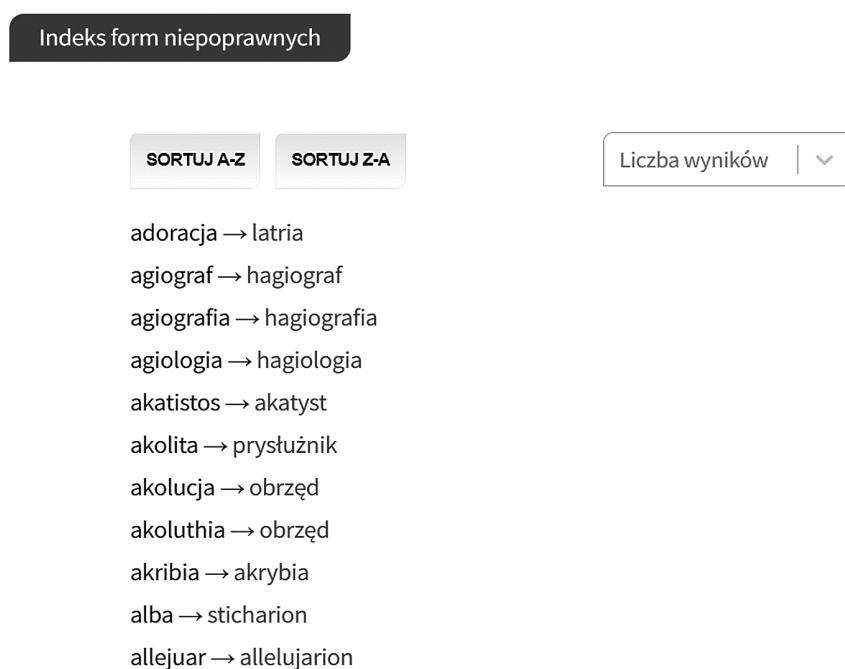 Indeks form niepoprawnych
SORTUJ A-Z SORTUJ Z-A Liczba wyników
adoracja → latria
agiograf → hagiograf
agiografia → hagiografia
agiologia → hagiologia
akatistos → akatyst
akolita → prysłużnik
akolucja → obrzęd
akoluthia → obrzęd
akribia → akrybia
alba → sticharion
allejuar → allelujarion